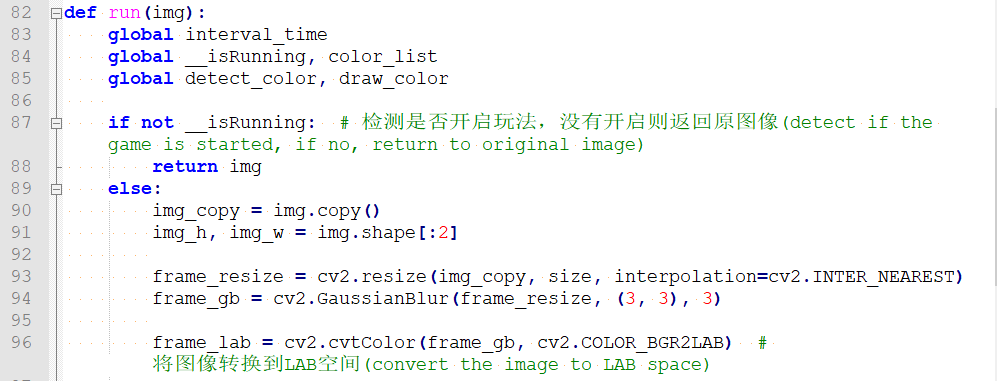 82 def run(img):
83 global interval_time
84 global __isRunning, color_list
85 global detect_color, draw_color
86
87 if not __isRunning: # 检测是否开启玩法，没有开启则返回原图像(detect if the
game is started, if no, return to original image)
88 return img
89 else:
90 img_copy = img.copy()
91 img_h, img_w = img.shape[:2]
92
93 frame_resize = cv2.resize(img_copy, size, interpolation=cv2.INTER_NEAREST)
94 frame_gb = cv2.GaussianBlur(frame_resize, (3, 3), 3)
95
96 frame_lab = cv2.cvtColor(frame_gb, cv2.COLOR_BGR2LAB) #
将图像转换到LAB空间(convert the image to LAB space)